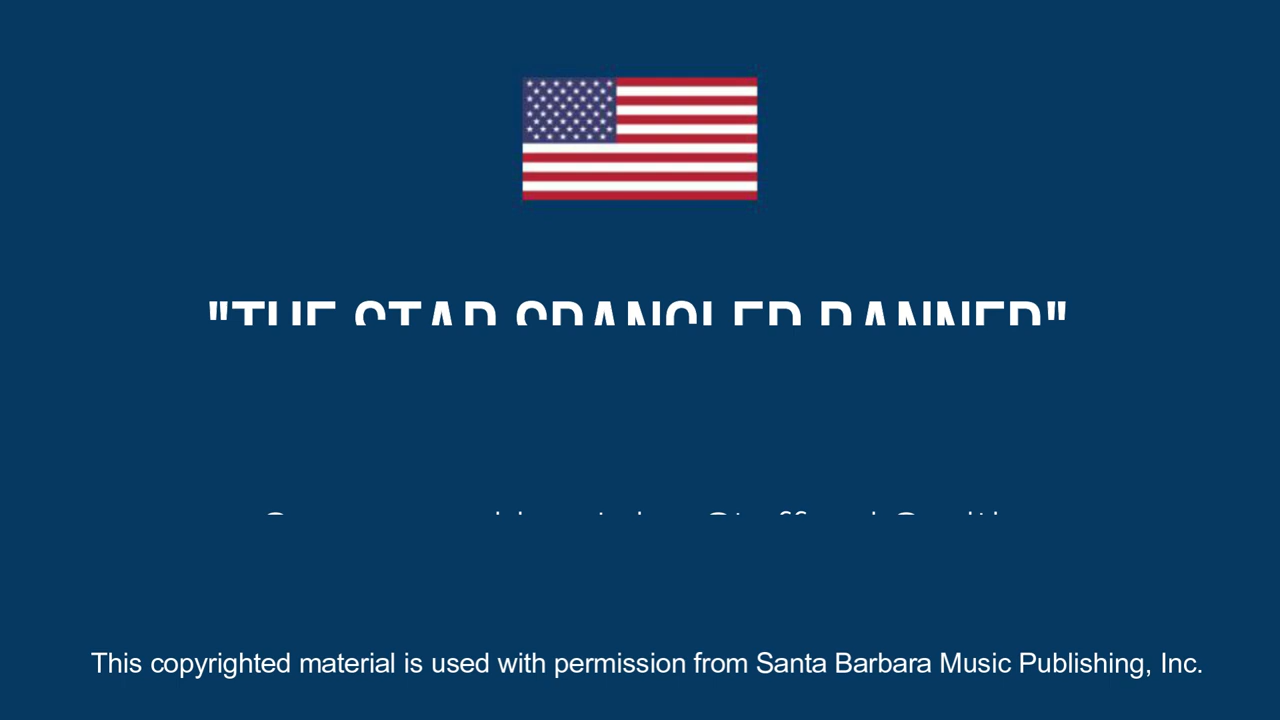 "THE STAR SPANGLED BANNER"
This copyrighted material is used with permission from Santa Barbara Music Publishing, Inc.